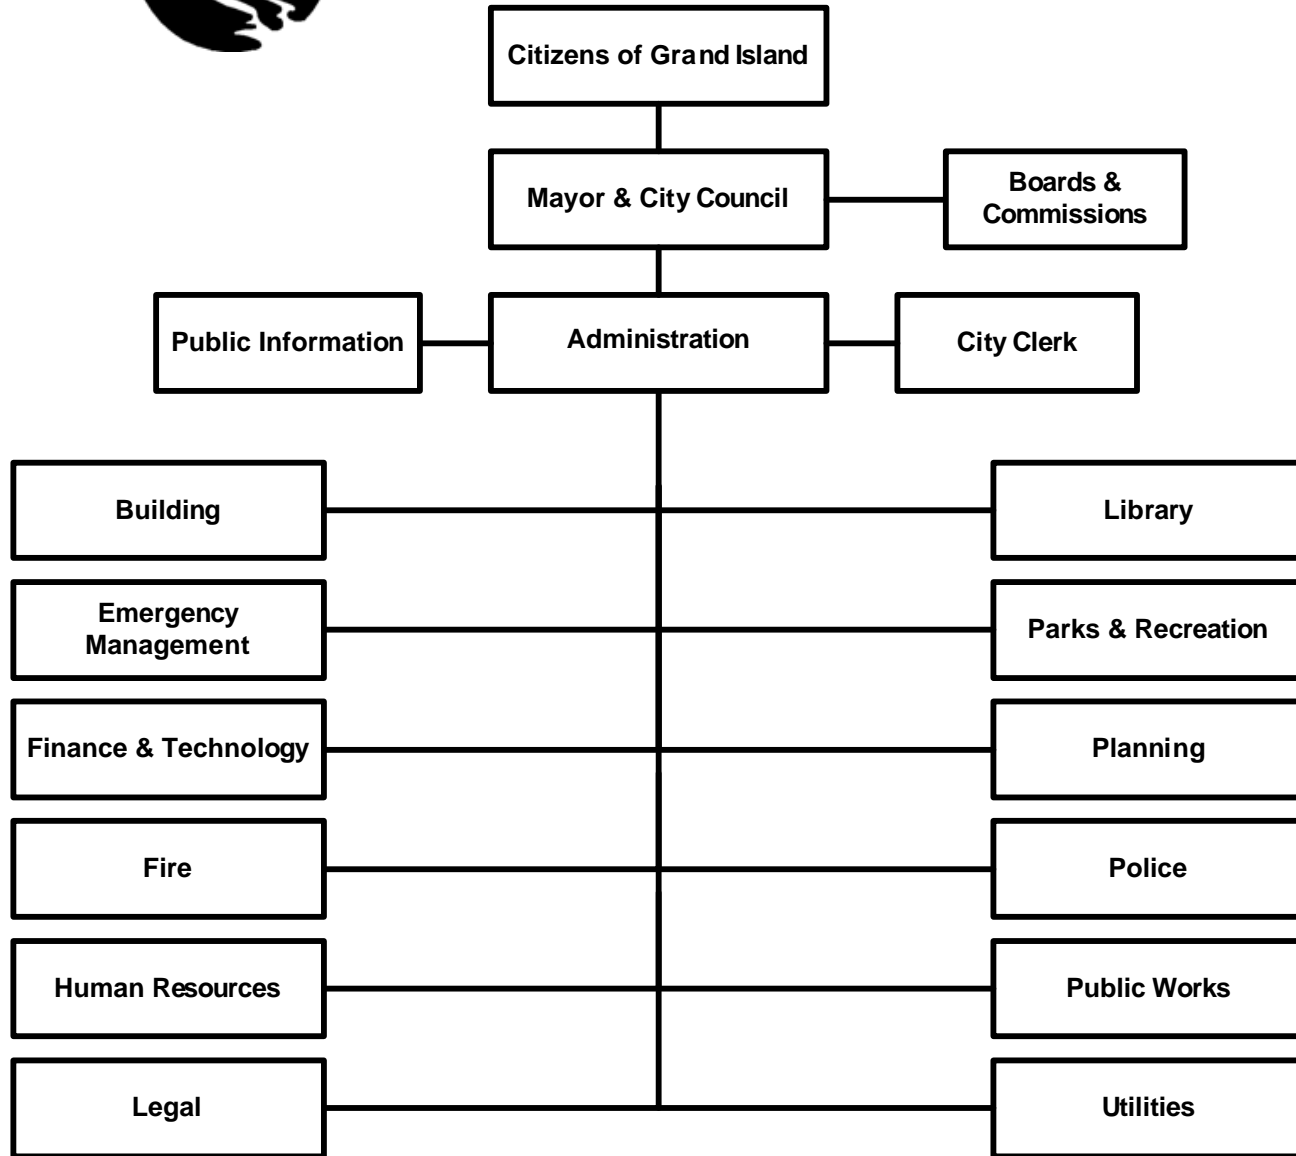 Citizens of Grand Island
Mayor & City Council
Boards &
Commissions
Public Information
Administration
City Clerk
Building
Library
Emergency
Management
Parks & Recreation
Finance & Technology
Planning
Fire
Police
Human Resources
Public Works
Legal
Utilities